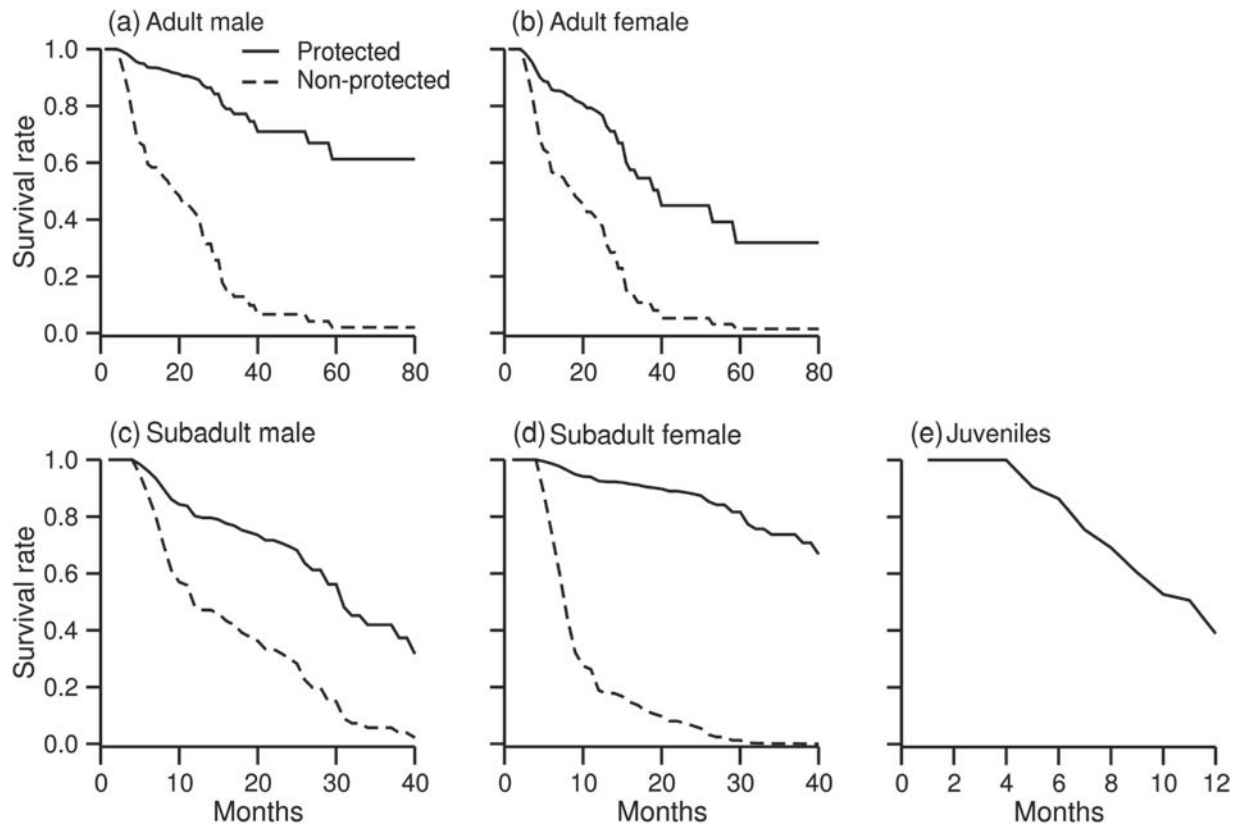 (a) Adult male
(b) Adult female
Protected
Non-protected
Survival rate
1.0
0.8
0.6
0.4
0.2
0.0
0 20 40 60 80
0 20 40 60 80
(c) Subadult male
(d) Subadult female
(e) Juveniles
Survival rate
1.0
0.8
0.6
0.4
0.2
0.0
0 10 20 30 40
0 10 20 30 40
0 2 4 6 8 10 12
Months
Months
Months